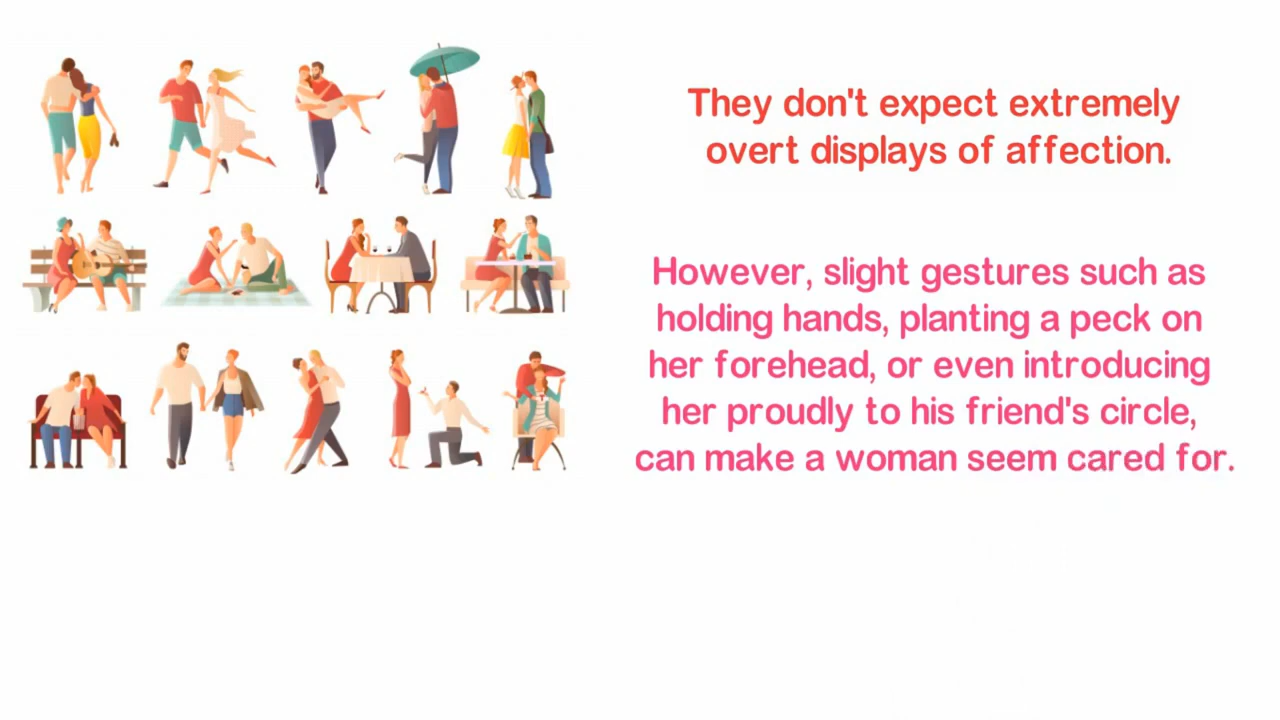 They don't expect extremely
overt displays of affection.
However, slight gestures such as
holding hands, planting a peck on
her forehead, or even introducing
her proudly to his friend's circle,
can make a woman seem cared for.